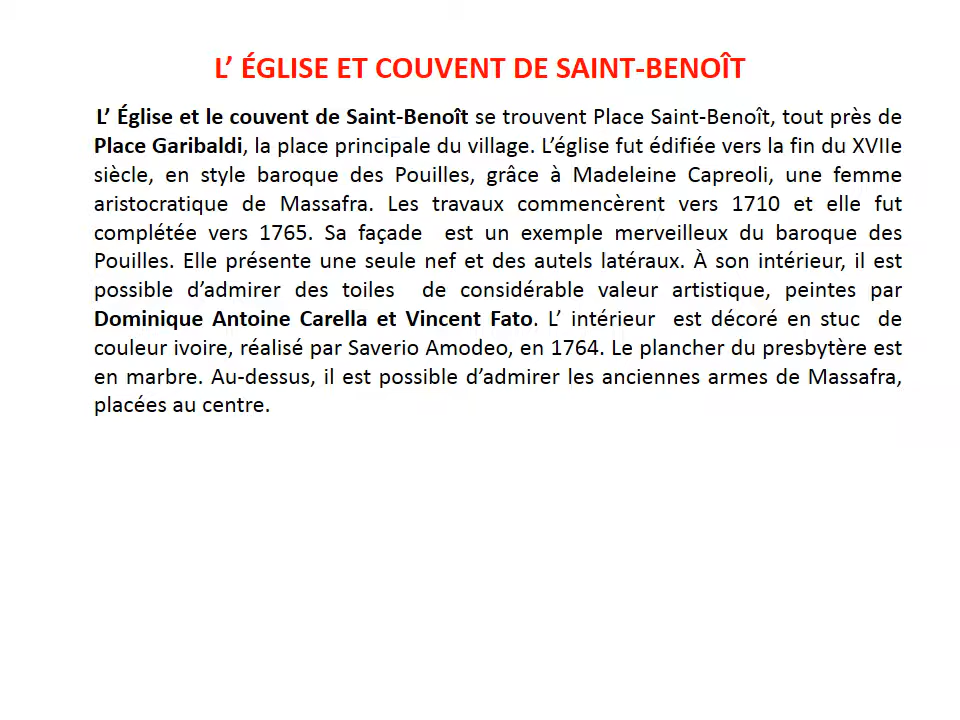 L’ ÉGLISE ET COUVENT DE SAINT-BENOÎT
L’ Église et le couvent de Saint-Benoît se trouvent Place Saint-Benoît, tout près de
Place Garibaldi, la place principale du village. L’église fut édifiée vers la fin du XVIIe
siècle, en style baroque des Pouilles, grâce à Madeleine Capreoli, une femme
aristocratique de Massafra. Les travaux commencèrent vers 1710 et elle fut
complétée vers 1765. Sa façade est un exemple merveilleux du baroque des
Pouilles. Elle présente une seule nef et des autels latéraux. À son intérieur, il est
possible d’admirer des toiles de considérable valeur artistique, peintes par
Dominique Antoine Carella et Vincent Fato. L’ intérieur est décoré en stuc de
couleur ivoire, réalisé par Saverio Amodeo, en 1764. Le plancher du presbytère est
en marbre. Au-dessus, il est possible d’admirer les anciennes armes de Massafra,
placées au centre.